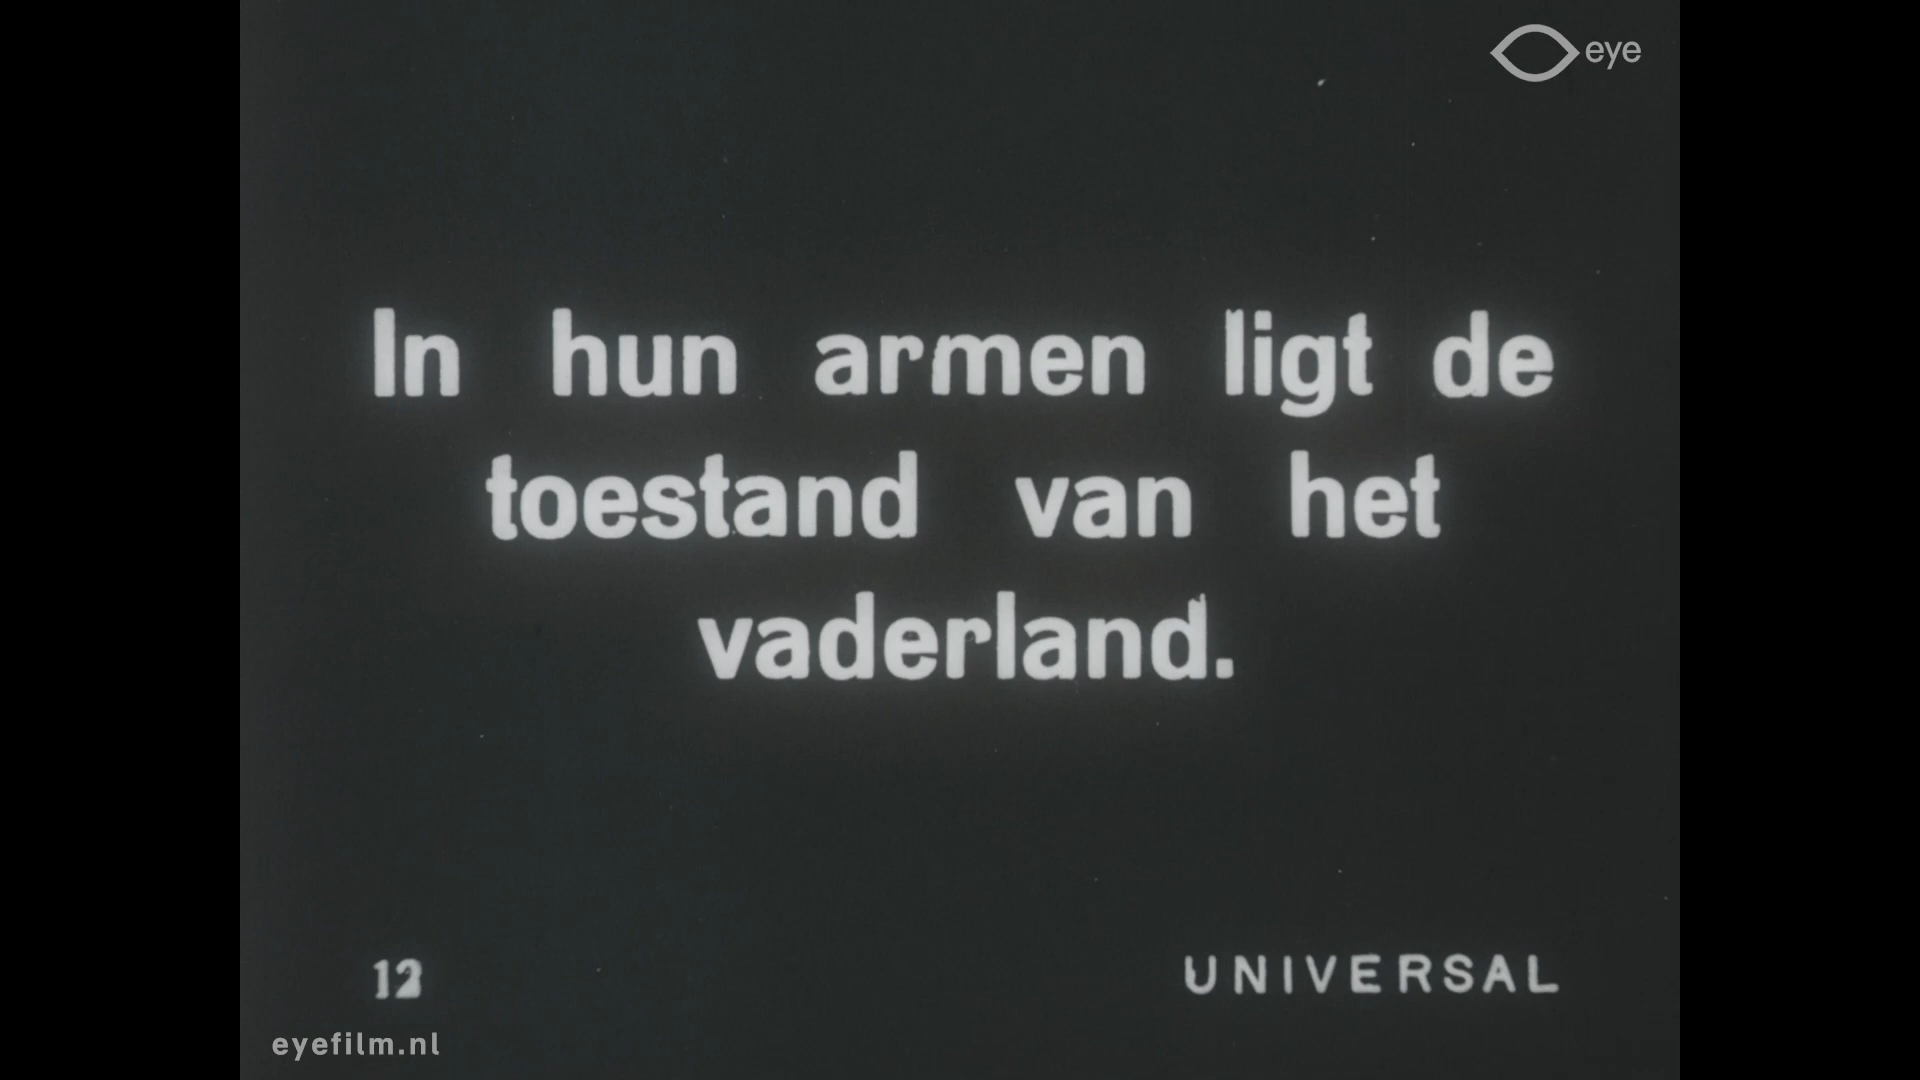 eye
In hun armen ligt de
toestand van het
vaderland.
12 UNIVERSAL
eyefilm.nl